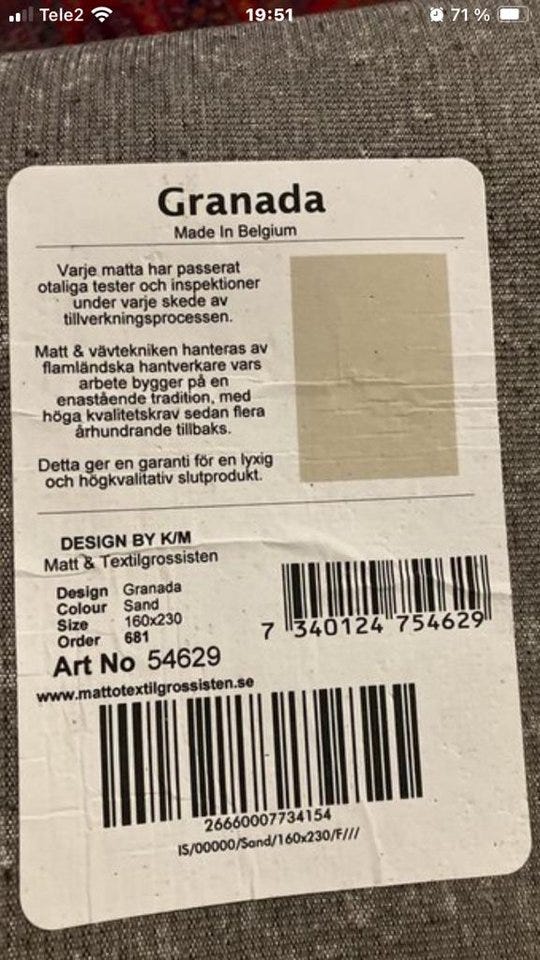 Tele2
19:51
71 %
Granada
Made In Belgium
Varje matta har passerat
otaliga tester och inspektioner
under varje skede av
tillverkningsprocessen.
Matt & vävtekniken hanteras av
flamländska hantverkare vars
arbete bygger på en
enastående tradition, med
höga kvalitetskrav sedan flera
århundrande tillbaks.
Detta ger en garanti för en lyxig
och högkvalitativ slutprodukt.
DESIGN BY K/M
Matt & Textilgrossisten
Design Granada
Colour Sand
Size 160x230
Order 681
Art No 54629
www.mattotextilgrossisten.se
7 340124 754629
26660007734154
IS/00000/Sand/160x230/F///